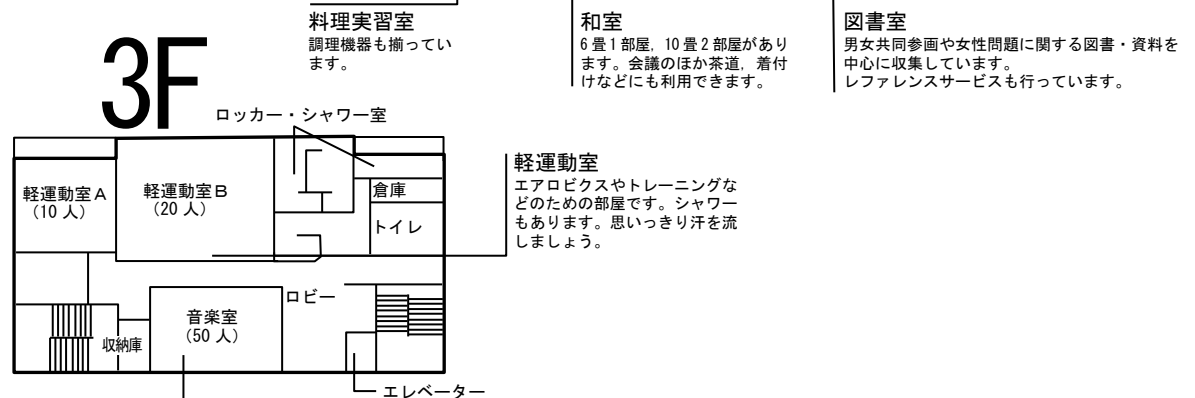 料理実習室
調理機器も揃ってい
ます。
和室
6畳1部屋，10畳2部屋があり
ます。会議のほか茶道，着付
けなどにも利用できます。
図書室
男女共同参画や女性問題に関する図書・資料を
中心に収集しています。
レファレンスサービスも行っています。
3F
ロッカー・シャワー室
軽運動室A
(10人)
軽運動室B
(20人)
倉庫
トイレ
軽運動室
エアロビクスやトレーニングな
どのための部屋です。シャワー
もあります。思いっきり汗を流
しましょう。
ロビー
音楽室
(50人)
収納庫
エレベーター